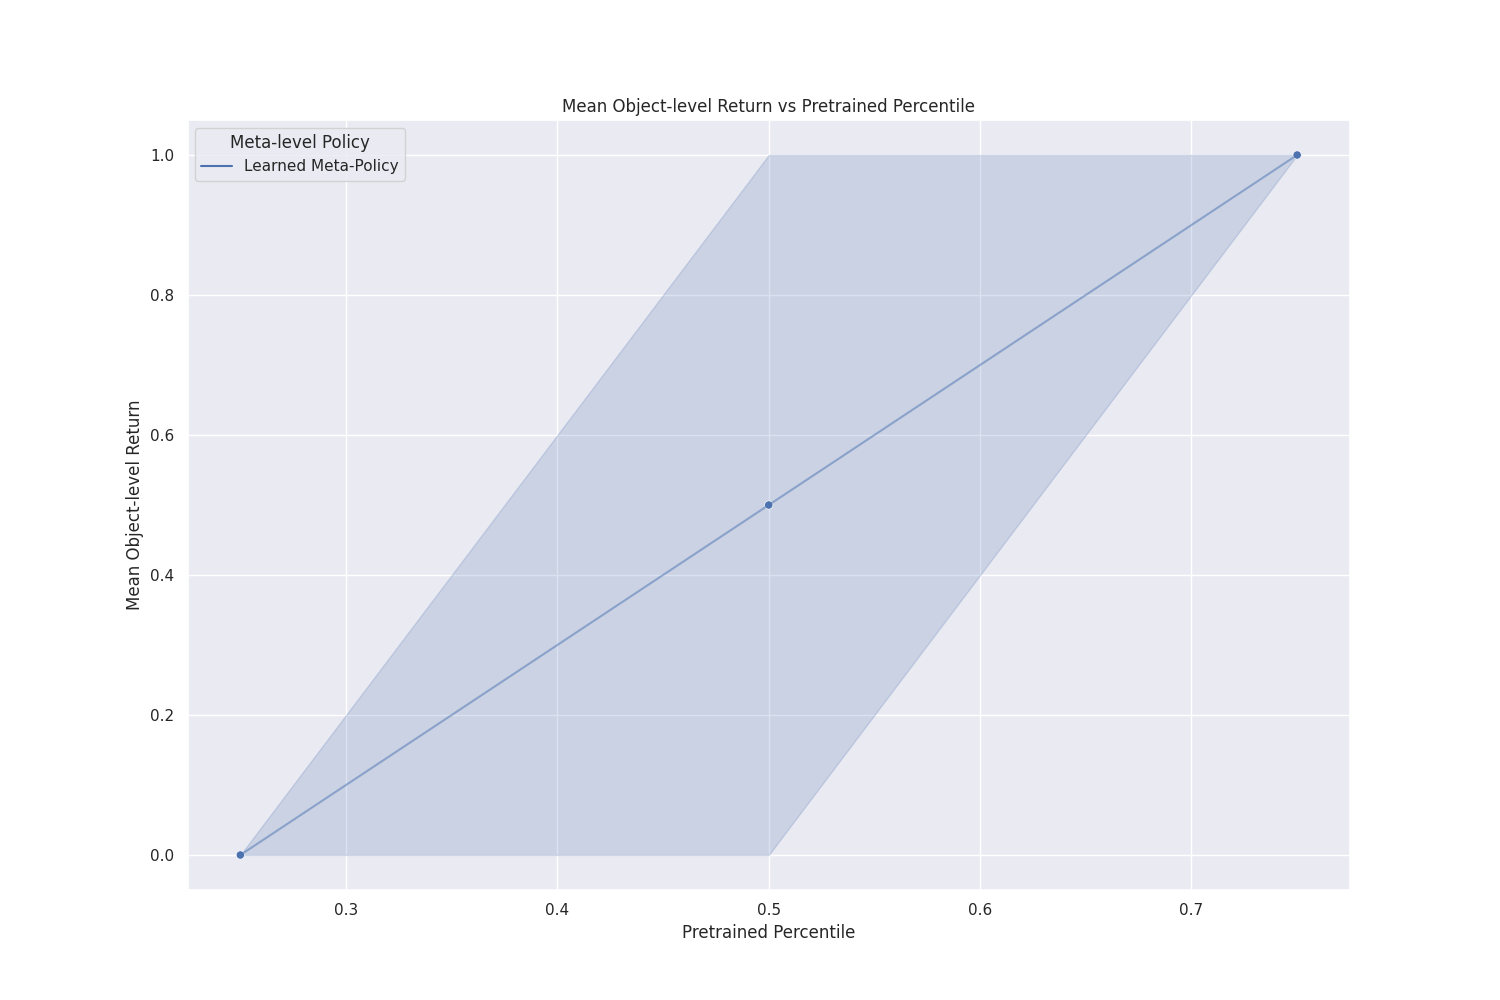 Mean Object-level Return vs Pretrained Percentile
Meta-level Policy
Learned Meta-Policy
Mean Object-level Return
1.0
0.8
0.6
0.4
0.2
0.0
0.3 0.4 0.5 0.6 0.7
Pretrained Percentile